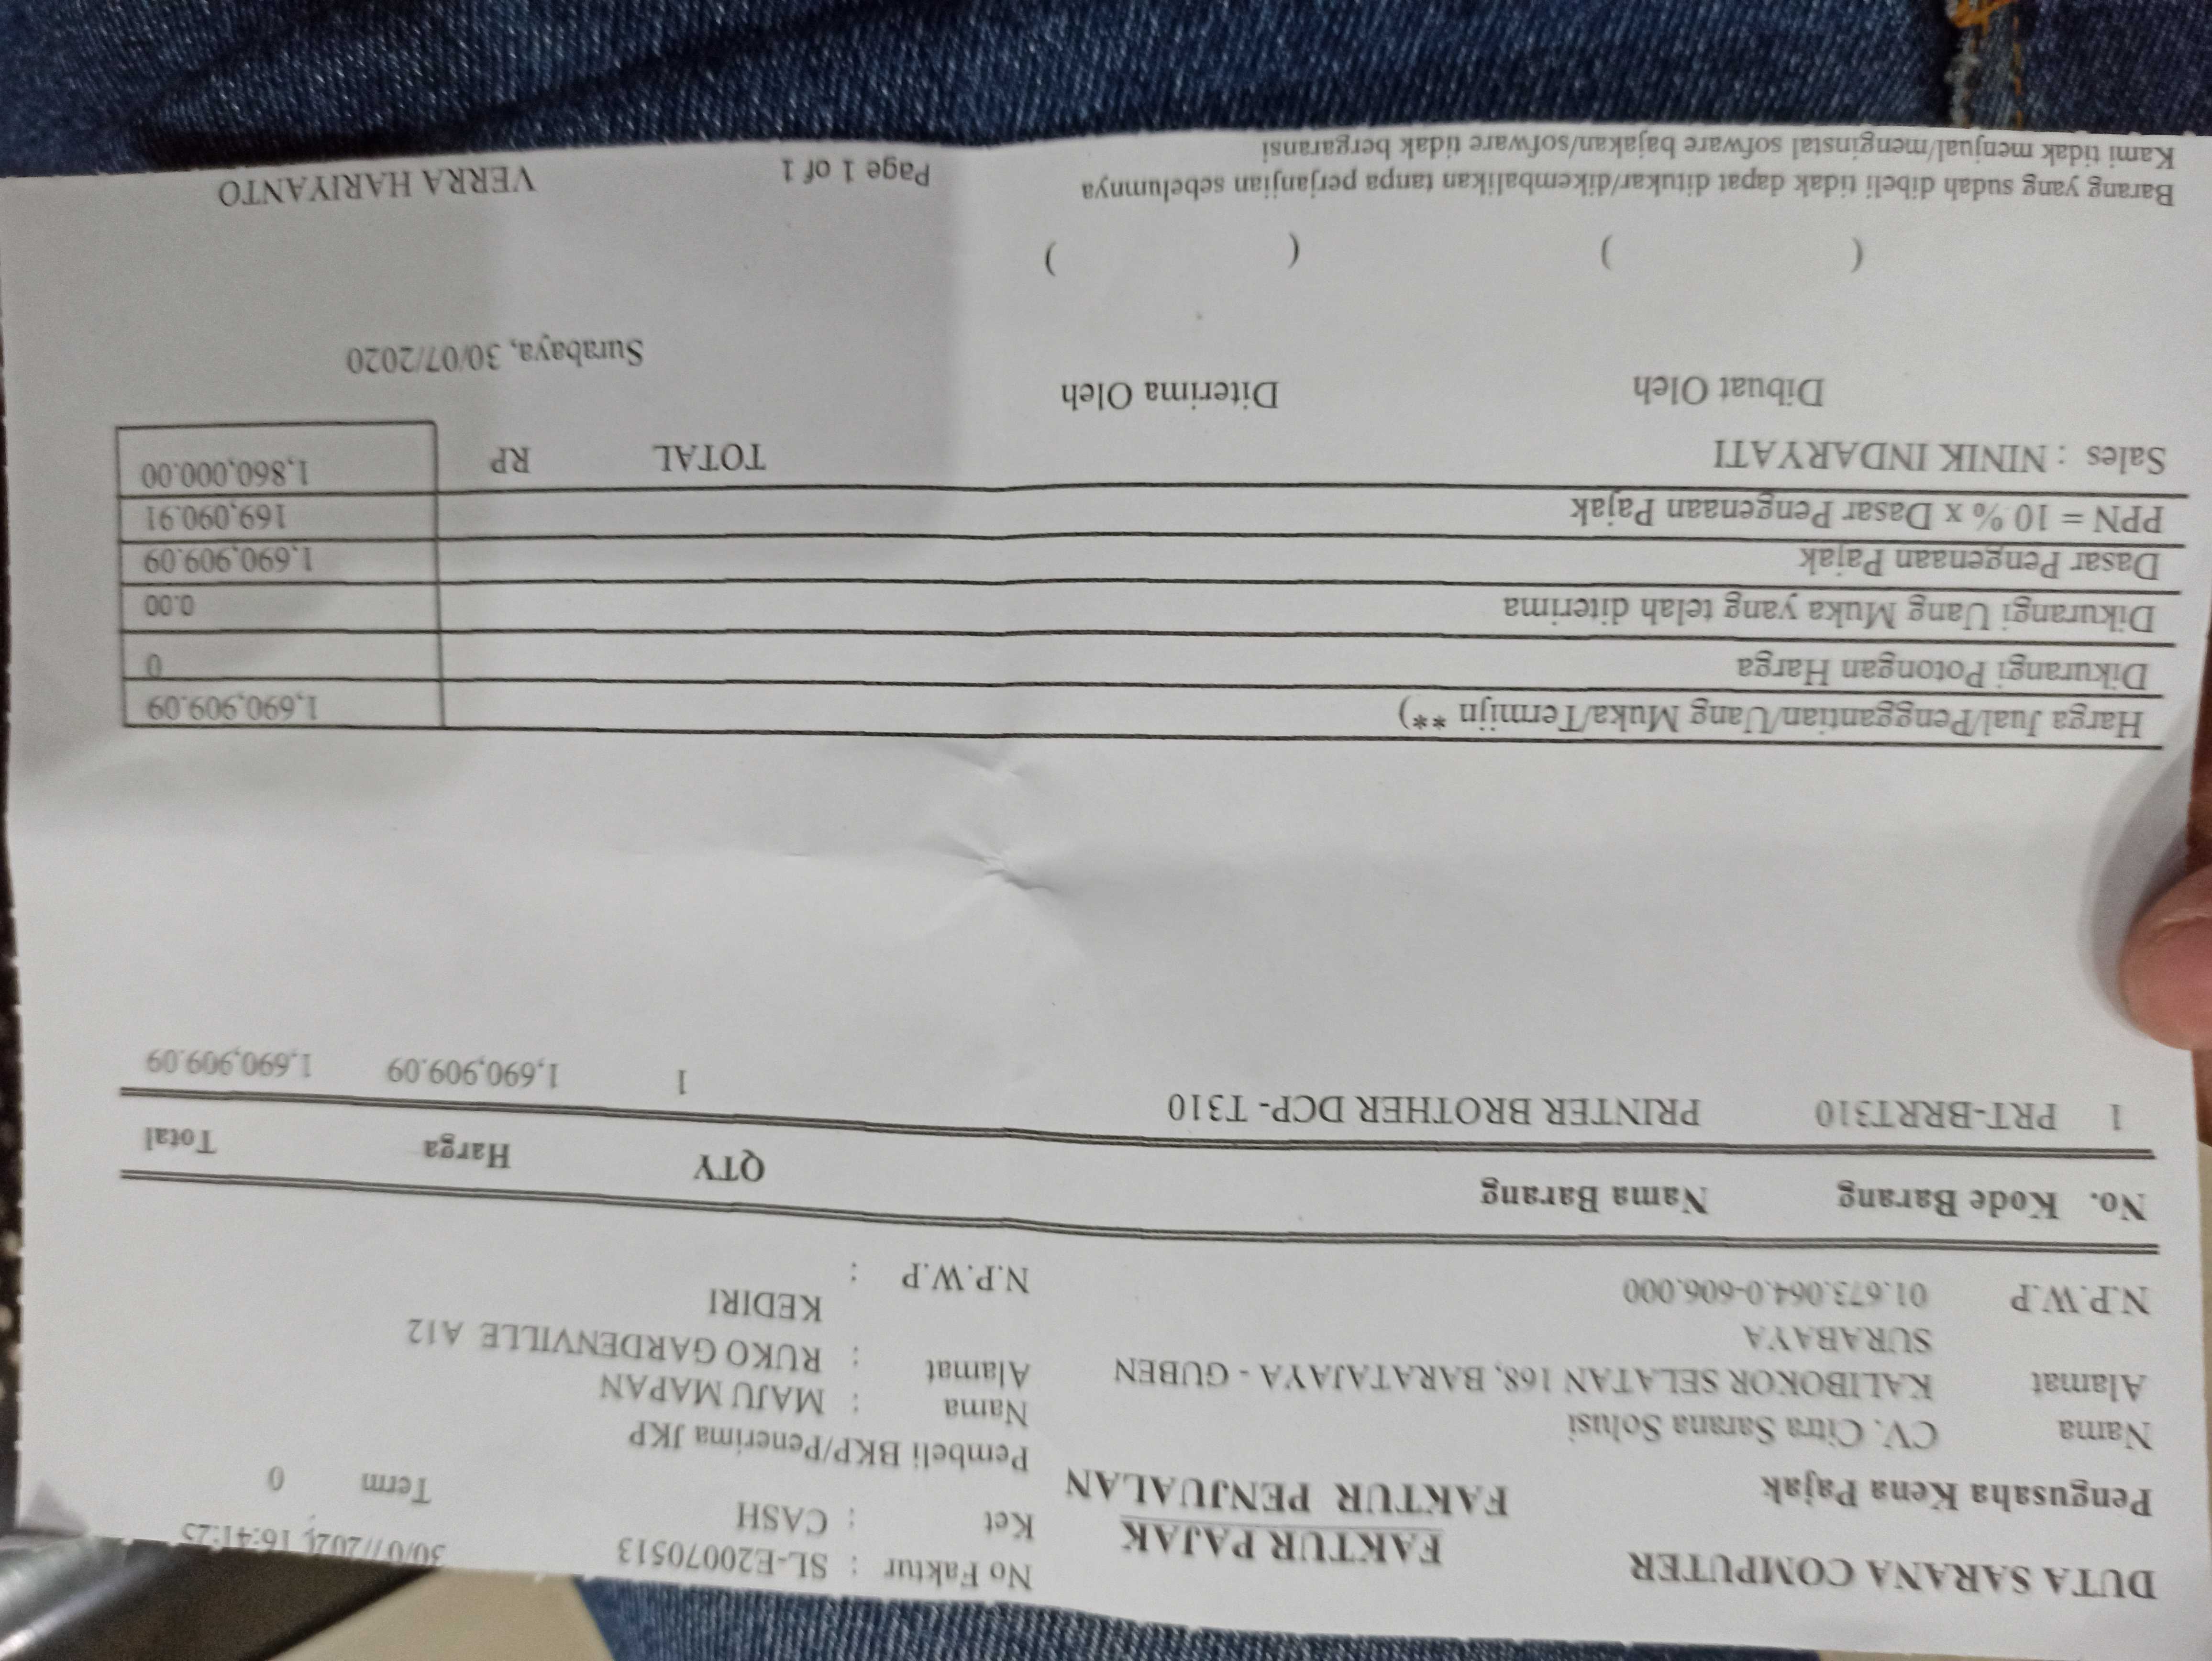 DUTA SARANA COMPUTER
FAKTUR PAJAK
FAKTUR PENJUALAN
No Faktur : SL-E20070513
30/07/2020 16:41:25
Ket : CASH
Term 0
Pengusaha Kena Pajak
Pembeli BKP/Penerima JKP
Nama CV. Citra Sarana Solusi
Nama : MAJU MAPAN
Alamat KALIBOKOR SELATAN 168, BARATAJAYA - GUBEN
SURABAYA
Alamat : RUKO GARDENVILLE A12
KEDIRI
N.P.W.P 01.673.064.0-606.000
N.P.W.P :
No. Kode Barang Nama Barang QTY Harga Total
1 PRT-BRRT310 PRINTER BROTHER DCP- T310 1 1,690,909.09 1,690,909.09
Harga Jual/Penggantian/Uang Muka/Termijn **) 1,690,909.09
Dikurangi Potongan Harga 0
Dikurangi Uang Muka yang telah diterima 0.00
Dasar Pengenaan Pajak 1,690,909.09
PPN = 10 % x Dasar Pengenaan Pajak 169,090.91
Sales : NINIK INDARYATI TOTAL RP 1,860,000.00
Dibuat Oleh Diterima Oleh
Surabaya, 30/07/2020
( ) ( )
Barang yang sudah dibeli tidak dapat ditukar/dikembalikan tanpa perjanjian sebelumnya
Kami tidak menjual/menginstal sofware bajakan/sofware tidak bergaransi
Page 1 of 1
VERRA HARIYANTO